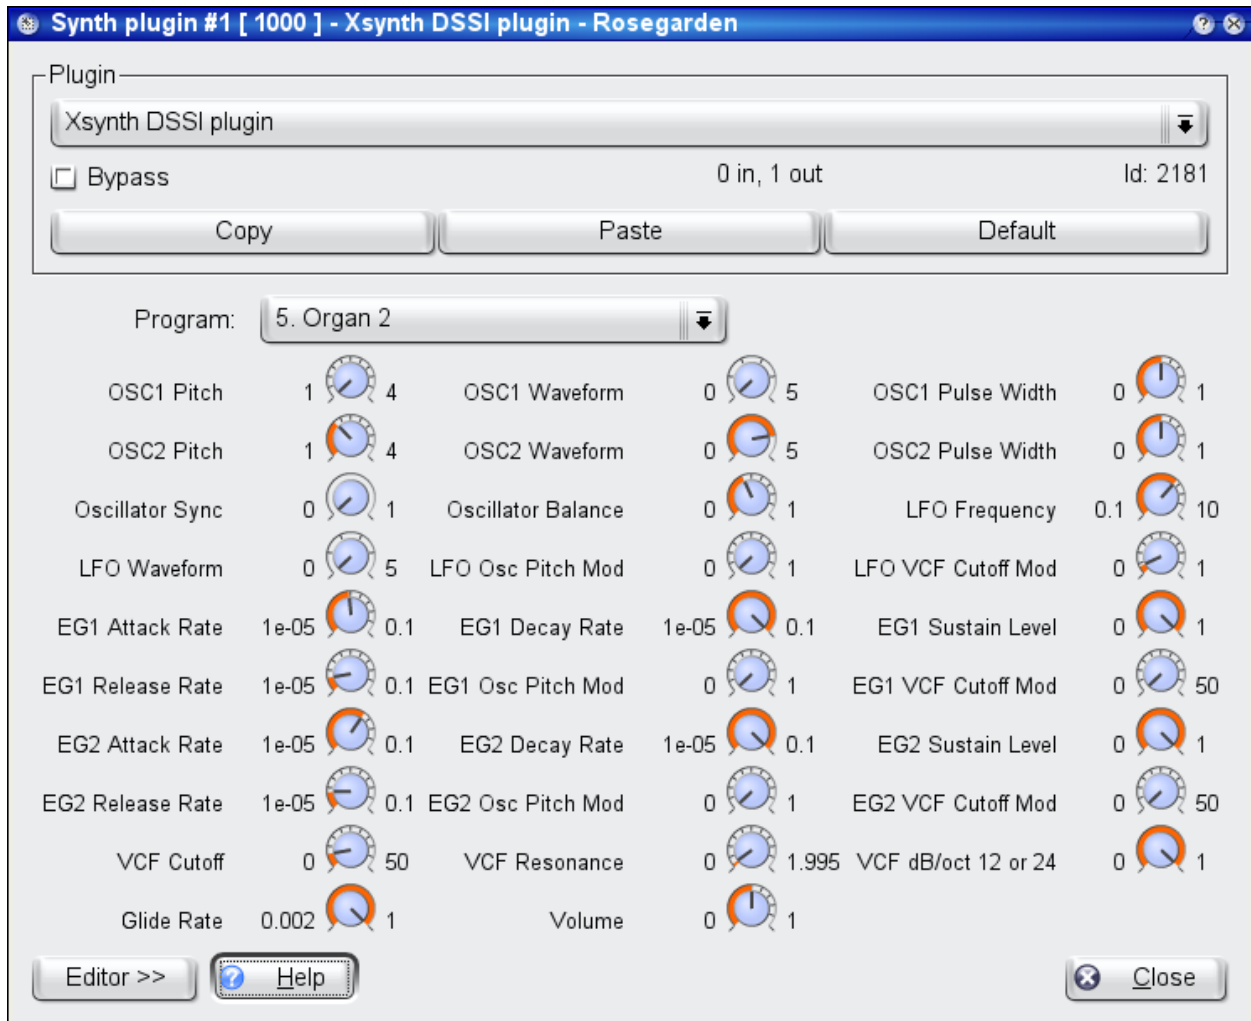 Synth plugin #1 [ 1000 ] - Xsynth DSSI plugin - Rosegarden
Plugin
Xsynth DSSI plugin
Bypass 0 in, 1 out Id: 2181
Copy Paste Default
Program: 5. Organ 2
OSC1 Pitch 1 4 OSC1 Waveform 0 5 OSC1 Pulse Width 0 1
OSC2 Pitch 1 4 OSC2 Waveform 0 5 OSC2 Pulse Width 0 1
Oscillator Sync 0 1 Oscillator Balance 0 1 LFO Frequency 0.1 10
LFO Waveform 0 5 LFO Osc Pitch Mod 0 1 LFO VCF Cutoff Mod 0 1
EG1 Attack Rate 1e-05 0.1 EG1 Decay Rate 1e-05 0.1 EG1 Sustain Level 0 1
EG1 Release Rate 1e-05 0.1 EG1 Osc Pitch Mod 0 1 EG1 VCF Cutoff Mod 0 50
EG2 Attack Rate 1e-05 0.1 EG2 Decay Rate 1e-05 0.1 EG2 Sustain Level 0 1
EG2 Release Rate 1e-05 0.1 EG2 Osc Pitch Mod 0 1 EG2 VCF Cutoff Mod 0 50
VCF Cutoff 0 50 VCF Resonance 0 1.995 VCF dB/oct 12 or 24 0 1
Glide Rate 0.002 1 Volume 0 1
Editor >> Help Close